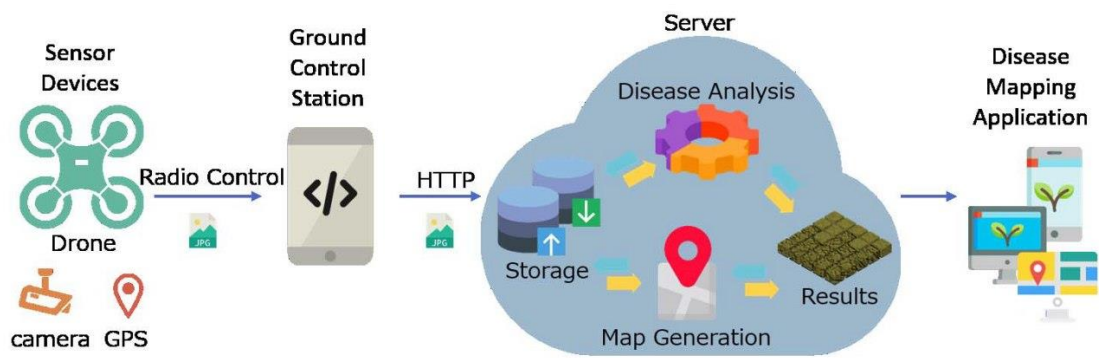 Sensor
Devices
Drone
camera
GPS
Radio Control
JPG
Ground
Control
Station
</>
HTTP
JPG
Server
Disease Analysis
Storage
Map Generation
Results
Disease
Mapping
Application